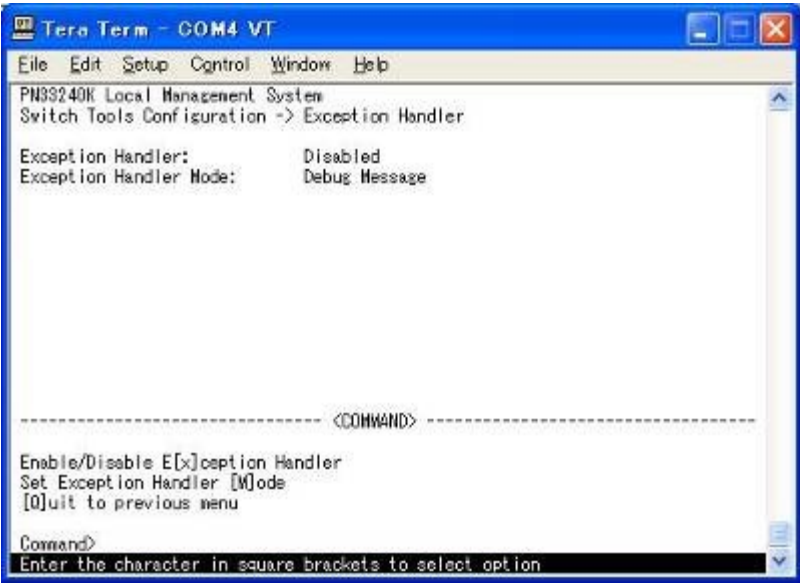 Tera Term - COM4 VT
File Edit Setup Control Window Help
PN33240K Local Management System
Switch Tools Configuration -> Exception Handler
Exception Handler: Disabled
Exception Handler Mode: Debug Message
------------------------------- <COMMAND> ----------------------------------
Enable/Disable E[x]ception Handler
Set Exception Handler [M]ode
[Q]uit to previous menu
Command>
Enter the character in square brackets to select option